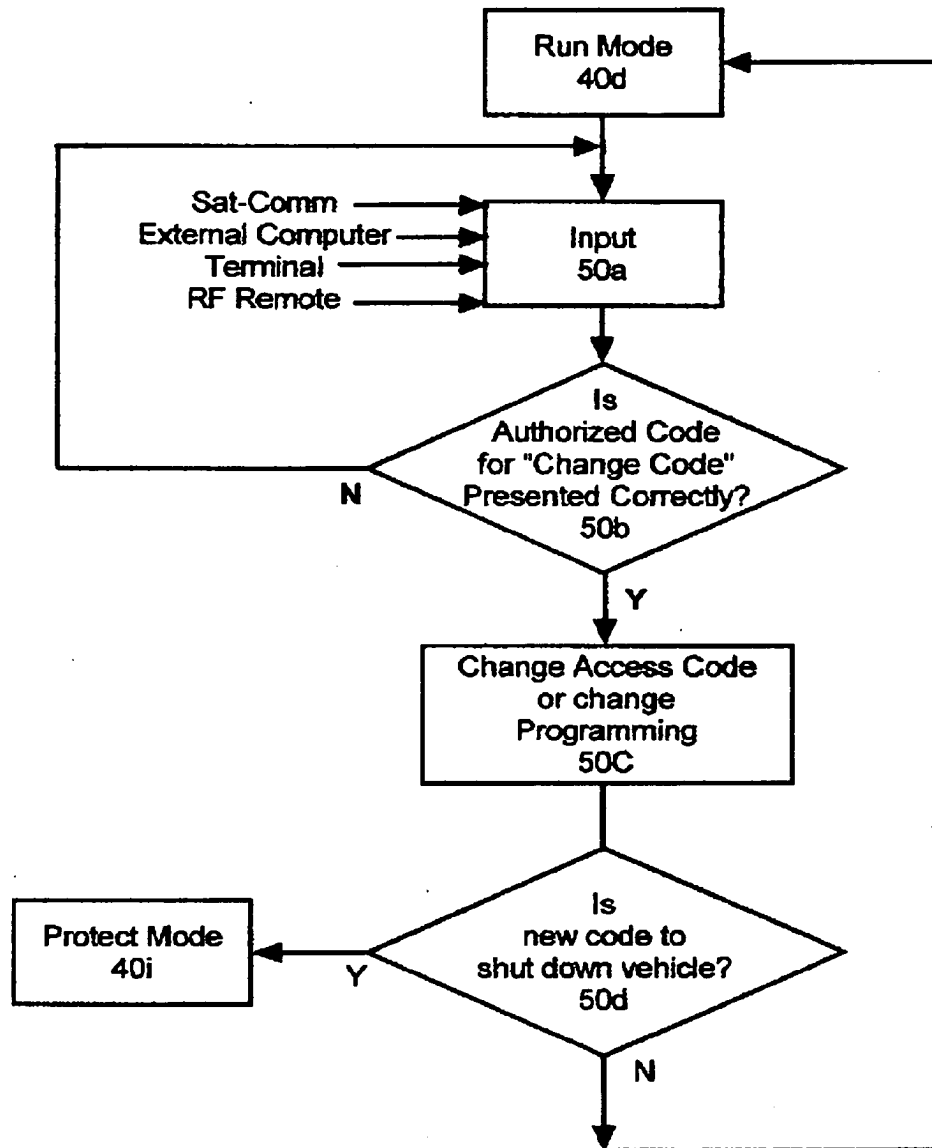 Run Mode
40d
Sat-Comm
External Computer
Terminal
RF Remote
Input
50a
Is
Authorized Code
for "Change Code"
Presented Correctly?
50b
N
Y
Change Access Code
or change
Programming
50C
Is
new code to
shut down vehicle?
50d
Protect Mode
40i
Y
N